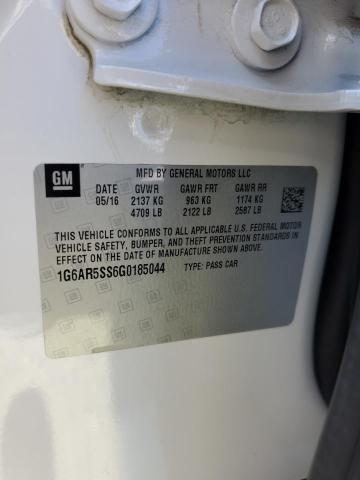 GM
MFD BY GENERAL MOTORS LLC
DATE GVWR GAWR FRT GAWR RR
05/16 2137 KG 963 KG 1174 KG
4709 LB 2122 LB 2587 LB
THIS VEHICLE CONFORMS TO ALL APPLICABLE U.S. FEDERAL MOTOR
VEHICLE SAFETY, BUMPER, AND THEFT PREVENTION STANDARDS IN
EFFECT ON THE DATE OF MANUFACTURE SHOWN ABOVE.
1G6AR5SS6G0185044 TYPE: PASS CAR